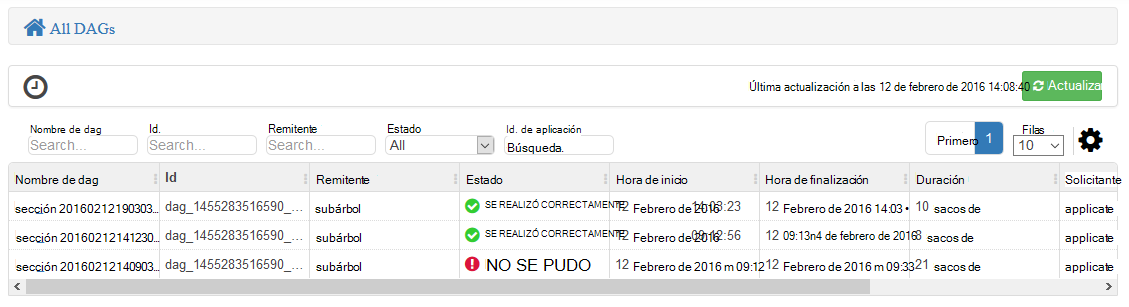 All DAGs
Última actualización a las 12 de febrero de 2016 14:08:40 Actualizar
Nombre de dag Id. Remitente Estado Id. de aplicación Filas
Search... Search... Search... All Búsqueda. Primero 1 10
Nombre de dag Id Remitente Estado Hora de inicio Hora de finalización Duración Solicitante
sección 20160212190303... dag_1455283516590_... subárbol SE REALIZÓ CORRECTAMENTE 12 Febrero de 2016 14:03:23 12 Febrero de 2016 14:03 • 10 sacos de applicate
sección 20160212141230... dag_1455283516590_... subárbol SE REALIZÓ CORRECTAMENTE 12 Febrero de 2016 09:12:56 12 09:13n4 de febrero de 2016 3 sacos de applicate
sección 20160212140903... dag_1455283516590_... subárbol NO SE PUDO 12 Febrero de 2016 m 09:12 12 Febrero de 2016 m 09:33 21 sacos de applicate